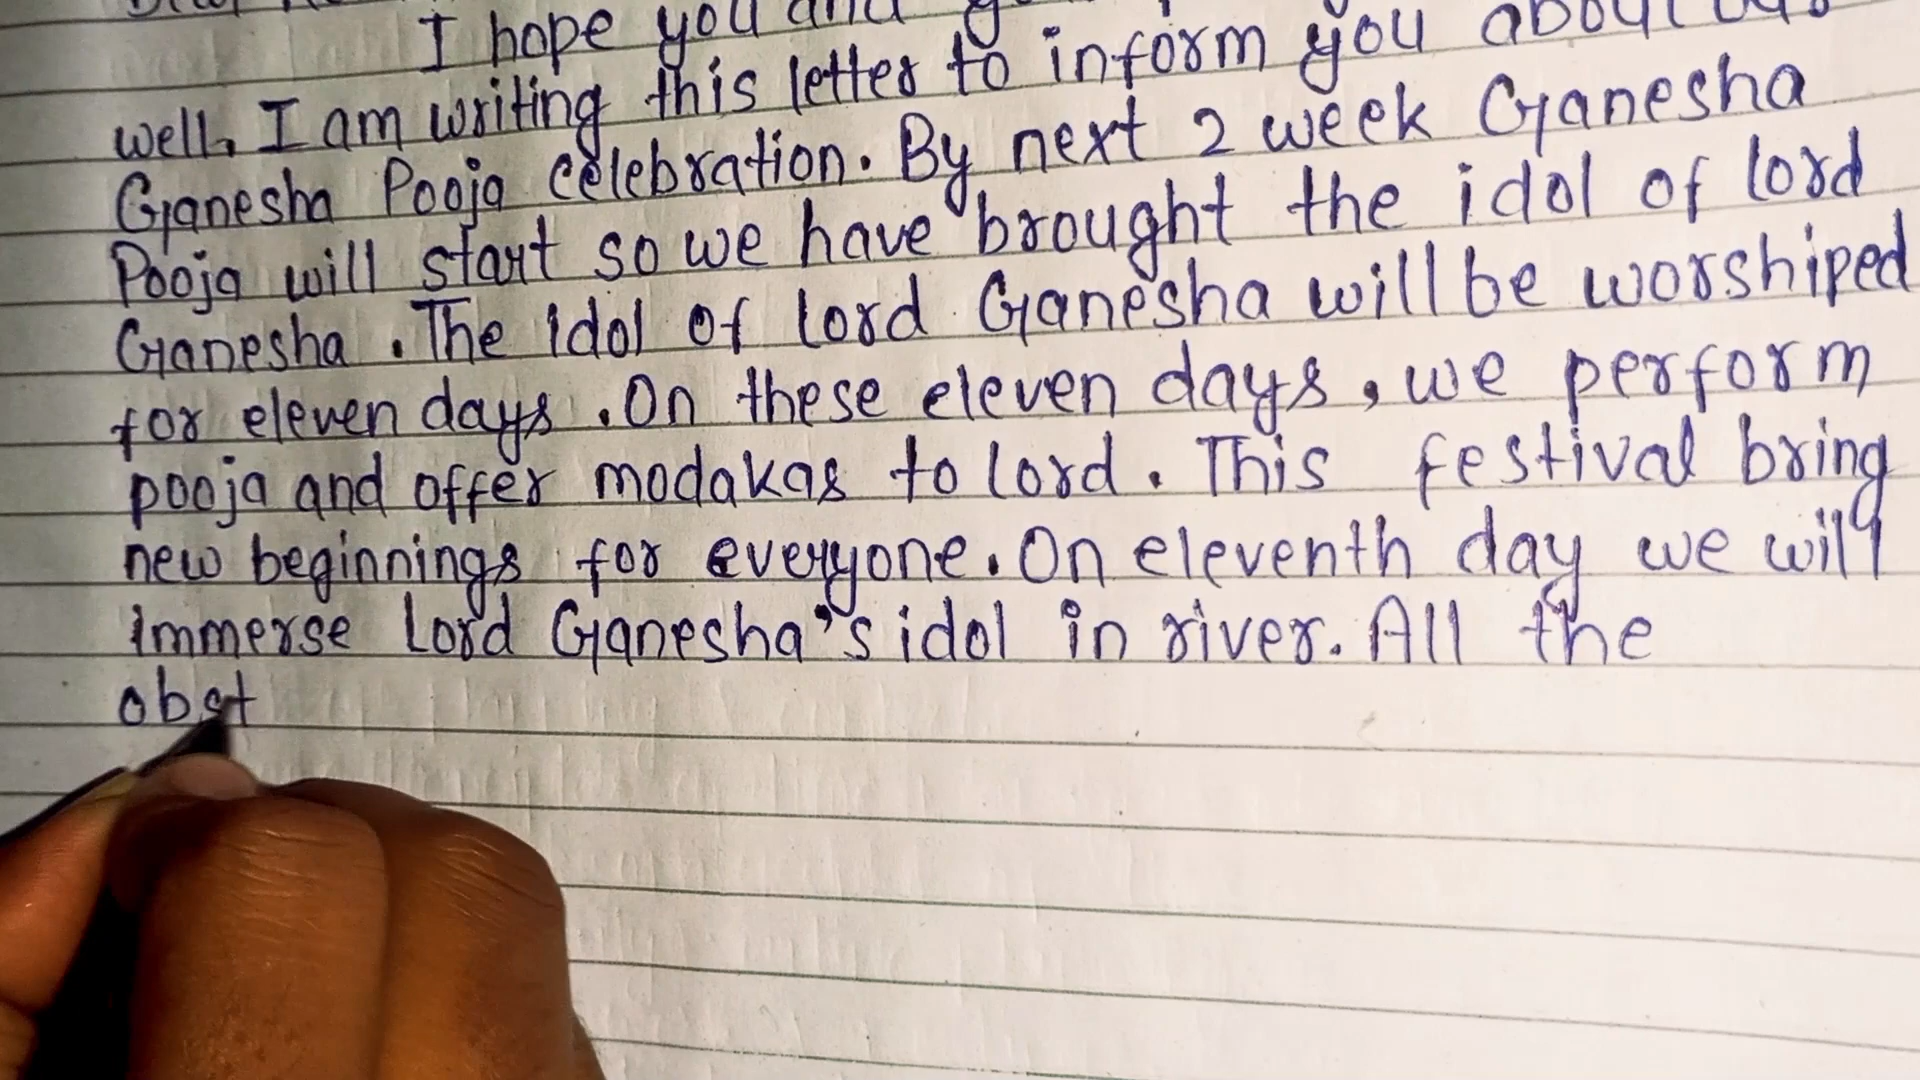 I hope you and
well, I am writing this letter to inform you about
Ganesha Pooja celebration. By next 2 week Ganesha
Pooja will start so we have brought the idol of lord
Ganesha. The idol of lord Ganesha will be worshiped
for eleven days. On these eleven days, we perform
pooja and offer modakas to lord. This festival bring
new beginnings for everyone. On eleventh day we will
immerse Lord Ganesha's idol in river. All the
obst